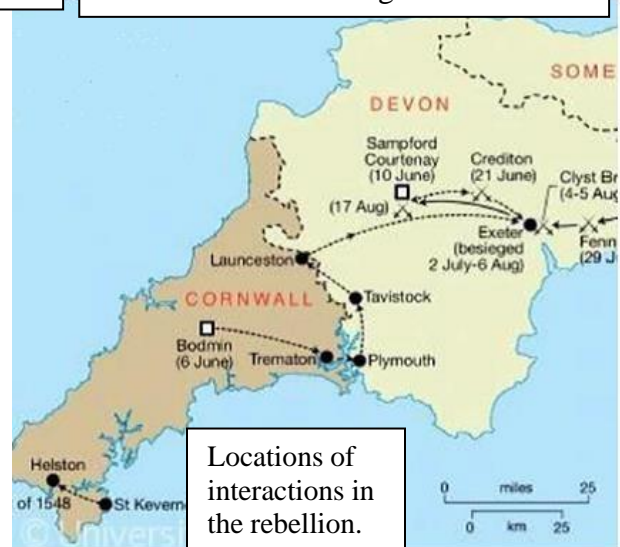 SOME
DEVON
Sampford
Courtenay
(10 June)
Crediton
(21 June)
Clyst Br
(4-5 Aug
(17 Aug)
Exeter
(besieged
2 July-6 Aug)
Fenn
(29 J
Launceston
CORNWALL
Tavistock
Bodmin
(6 June)
Trematon
Plymouth
Locations of
interactions in
the rebellion.
Helston
of 1548
St Kevern
0 miles 25
0 km 25
© Universi